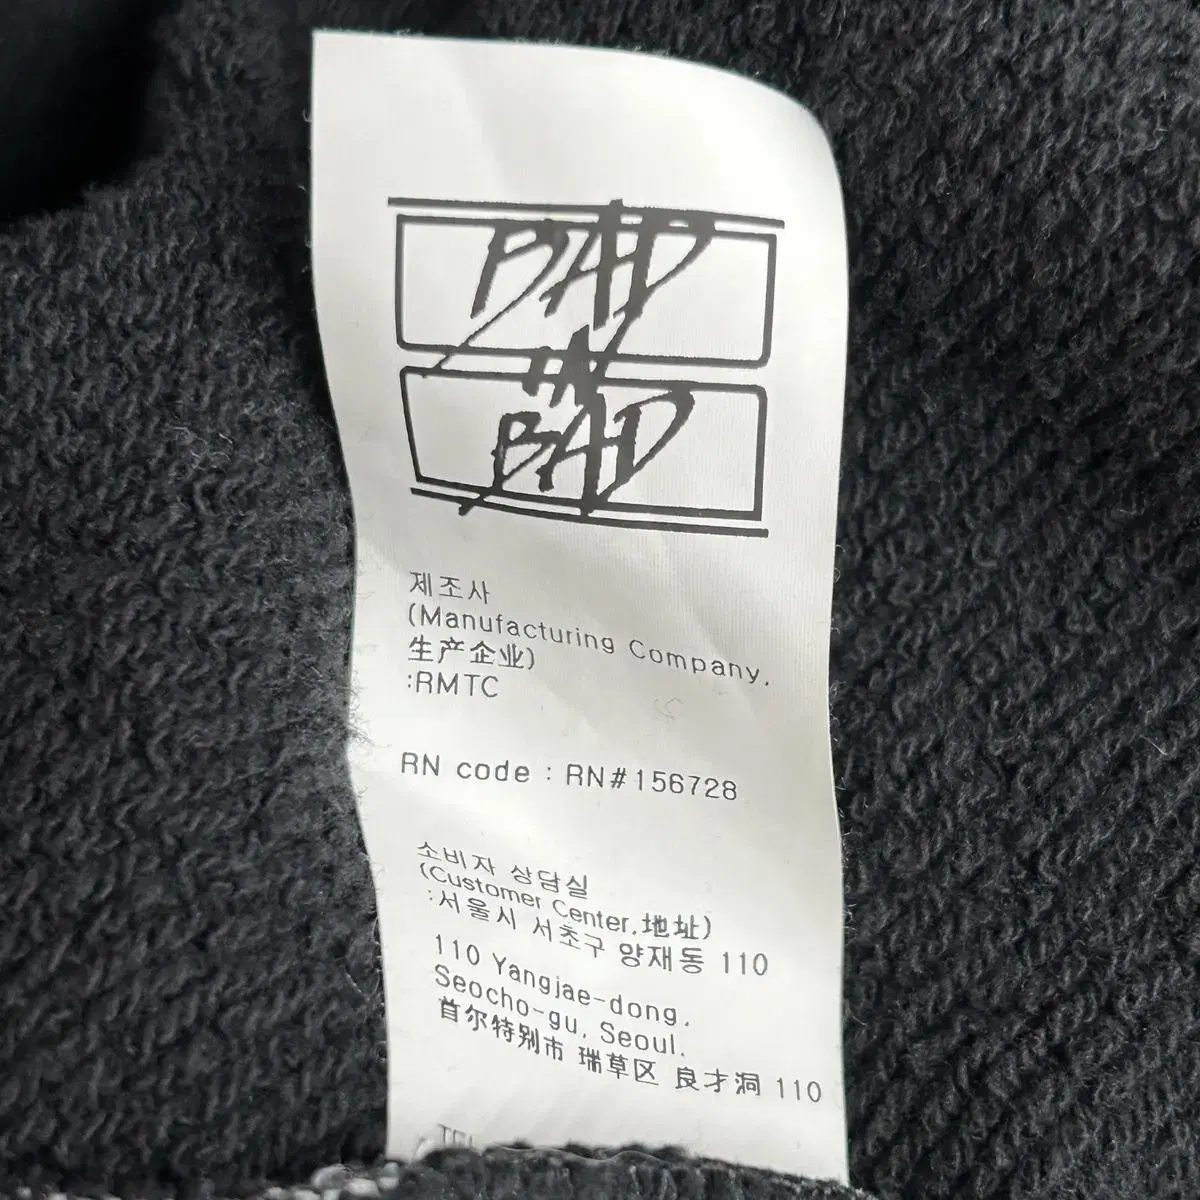 BAD
IN
BAD
제조사
(Manufacturing Company,
生产企业)
:RMTC
RN code : RN#156728
소비자 상담실
(Customer Center,地址)
:서울시 서초구 양재동 110
110 Yangjae-dong,
Seocho-gu, Seoul.
首尔特别市 瑞草区 良才洞 110